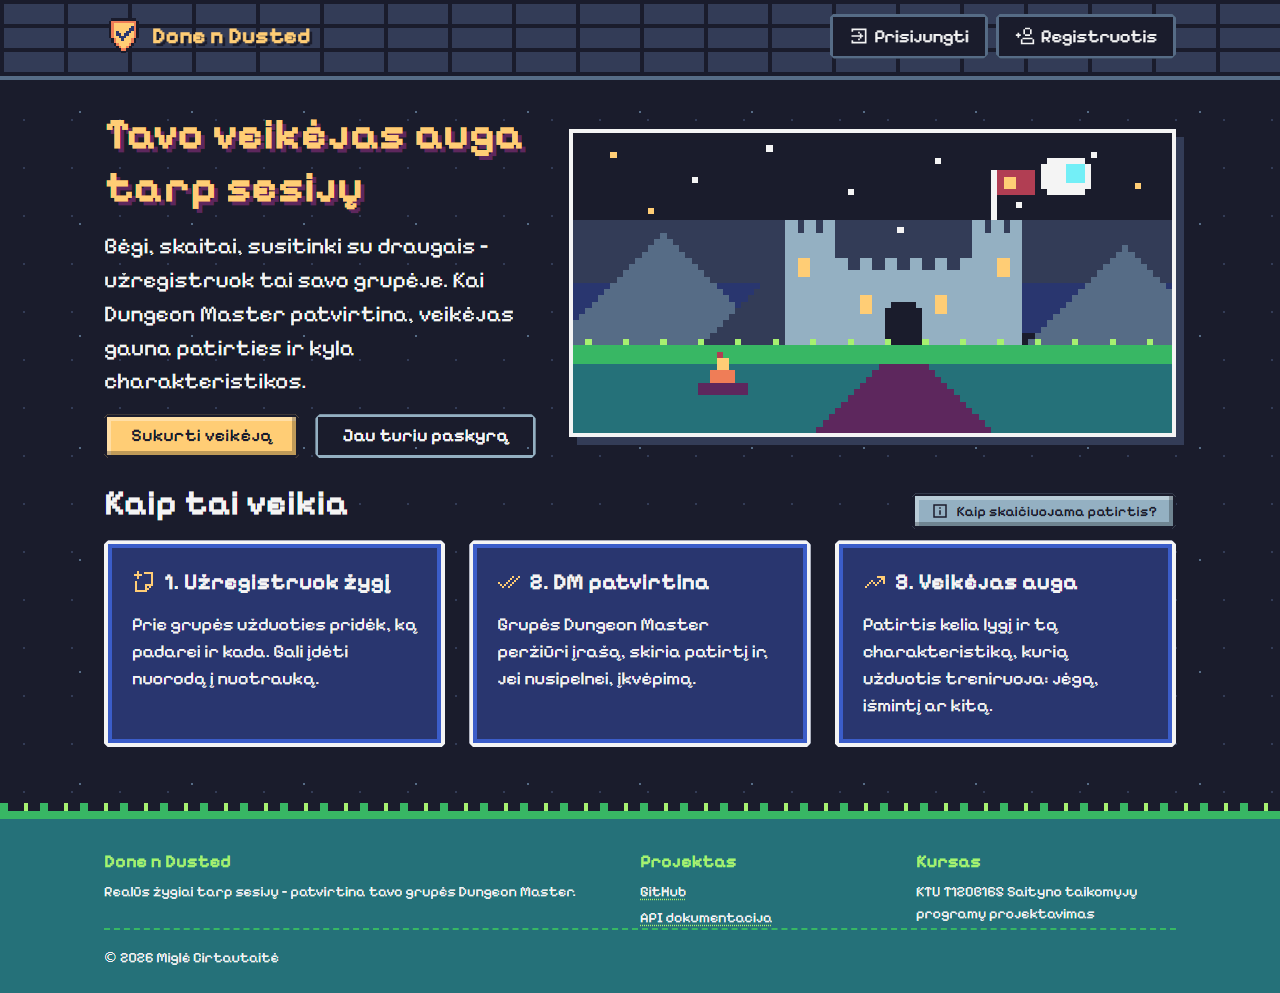 Done n Dusted
Prisijungti
Registruotis
Tavo veikėjas auga
tarp sesijų
Bėgi, skaitai, susitinki su draugais -
užregistruok tai savo grupėje. Kai
Dungeon Master patvirtina, veikėjas
gauna patirties ir kyla
charakteristikos.
Sukurti veikėją
Jau turiu paskyrą
Kaip tai veikia
Kaip skaičiuojama patirtis?
1. Užregistruok žygį
Prie grupės užduoties pridėk, ką
padarei ir kada. Gali įdėti
nuorodą į nuotrauką.
2. DM patvirtina
Grupės Dungeon Master
peržiūri įrašą, skiria patirtį ir,
jei nusipelnei, įkvėpimą.
3. Veikėjas auga
Patirtis kelia lygį ir tą
charakteristiką, kurią
užduotis treniruoja: jėgą,
išmintį ar kitą.
Done n Dusted
Realūs žygiai tarp sesijų - patvirtina tavo grupės Dungeon Master.
Projektas
GitHub
API dokumentacija
Kursas
KTU T120B165 Saityno taikomųjų
programų projektavimas
© 2026 Miglė Cirtautaitė